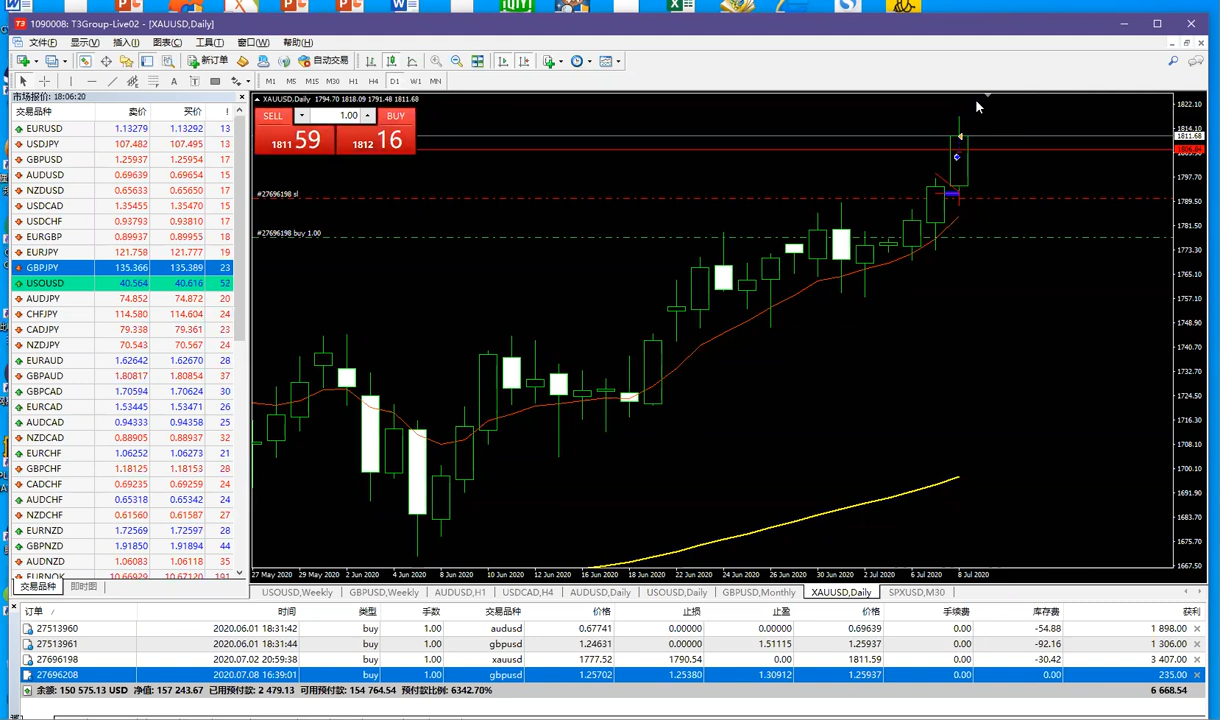 1090008: T3Group-Live02 - [XAUUSD,Daily]
文件(F) 显示(V) 插入(I) 图表(C) 工具(T) 窗口(W) 帮助(H)
新订单 自动交易
M1 M5 M15 M30 H1 H4 D1 W1 MN
市场报价: 18:06:20
交易品种 卖价 买价 !
EURUSD 1.13279 1.13292 13
USDJPY 107.482 107.495 13
GBPUSD 1.25937 1.25954 17
AUDUSD 0.69639 0.69654 15
NZDUSD 0.65633 0.65650 17
USDCAD 1.35455 1.35470 15
USDCHF 0.93793 0.93810 17
EURGBP 0.89937 0.89955 18
EURJPY 121.758 121.777 19
GBPJPY 135.366 135.389 23
USOUSD 40.564 40.616 52
AUDJPY 74.852 74.872 20
CHFJPY 114.580 114.604 24
CADJPY 79.338 79.361 23
NZDJPY 70.543 70.567 24
EURAUD 1.62642 1.62670 28
GBPAUD 1.80817 1.80854 37
GBPCAD 1.70594 1.70624 30
EURCAD 1.53445 1.53471 26
AUDCAD 0.94333 0.94358 25
NZDCAD 0.88905 0.88937 32
EURCHF 1.06252 1.06273 21
GBPCHF 1.18125 1.18153 28
CADCHF 0.69235 0.69259 24
AUDCHF 0.65318 0.65342 24
NZDCHF 0.61560 0.61587 27
EURNZD 1.72569 1.72597 28
GBPNZD 1.91850 1.91894 44
AUDNZD 1.06083 1.06118 35
EURNOK 10.66929 10.67120 191
交易品种 即时图
XAUUSD,Daily 1794.70 1818.09 1791.48 1811.68
SELL 1.00 BUY
1811 59 1812 16
#27696198 sl
#27696198 buy 1.00
1822.10
1814.10
1811.68
1806.84
1797.70
1789.50
1781.50
1773.30
1765.10
1757.10
1748.90
1740.70
1732.70
1724.50
1716.30
1708.10
1700.10
1691.90
1683.70
1675.70
1667.50
27 May 2020 29 May 2020 2 Jun 2020 4 Jun 2020 8 Jun 2020 10 Jun 2020 12 Jun 2020 16 Jun 2020 18 Jun 2020 22 Jun 2020 24 Jun 2020 26 Jun 2020 30 Jun 2020 2 Jul 2020 6 Jul 2020 8 Jul 2020
USOUSD,Weekly GBPUSD,Weekly AUDUSD,H1 USDCAD,H4 AUDUSD,Daily USOUSD,Daily GBPUSD,Monthly XAUUSD,Daily SPXUSD,M30
订单 / 时间 类型 手数 交易品种 价格 止损 止盈 价格 手续费 库存费 获利
27513960 2020.06.01 18:31:42 buy 1.00 audusd 0.67741 0.00000 0.00000 0.69639 0.00 -54.88 1 898.00
27513961 2020.06.01 18:31:44 buy 1.00 gbpusd 1.24631 0.00000 1.51115 1.25937 0.00 -92.16 1 306.00
27696198 2020.07.02 20:59:38 buy 1.00 xauusd 1777.52 1790.54 0.00 1811.59 0.00 -30.42 3 407.00
27696208 2020.07.08 16:39:01 buy 1.00 gbpusd 1.25702 1.25380 1.30912 1.25937 0.00 0.00 235.00
余额: 150 575.13 USD 净值: 157 243.67 已用预付款: 2 479.13 可用预付款: 154 764.54 预付款比例: 6342.70% 6 668.54